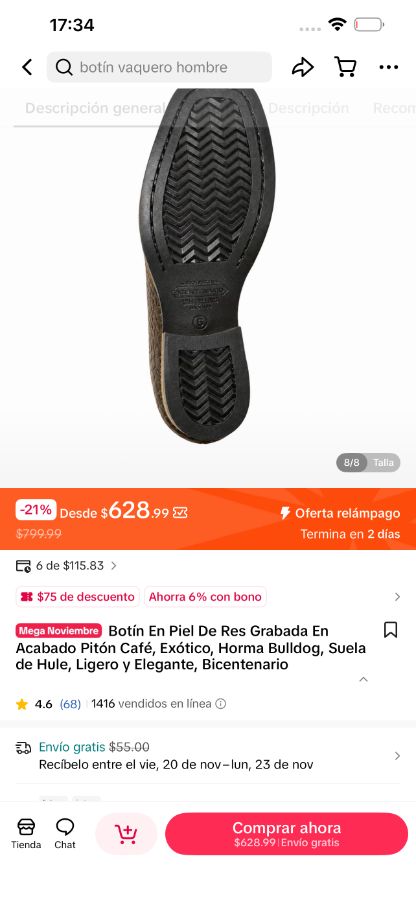 17:34
botín vaquero hombre
Descripción general
Descripción
Recom
6
8/8 Talla
-21% Desde $628.99
Oferta relámpago
$799.99
Termina en 2 días
6 de $115.83 >
$75 de descuento
Ahorra 6% con bono
Mega Noviembre Botín En Piel De Res Grabada En
Acabado Pitón Café, Exótico, Horma Bulldog, Suela
de Hule, Ligero y Elegante, Bicentenario
4.6 (68) 1416 vendidos en línea
Envío gratis $55.00
Recíbelo entre el vie, 20 de nov–lun, 23 de nov
Tienda
Chat
Comprar ahora
$628.99|Envío gratis